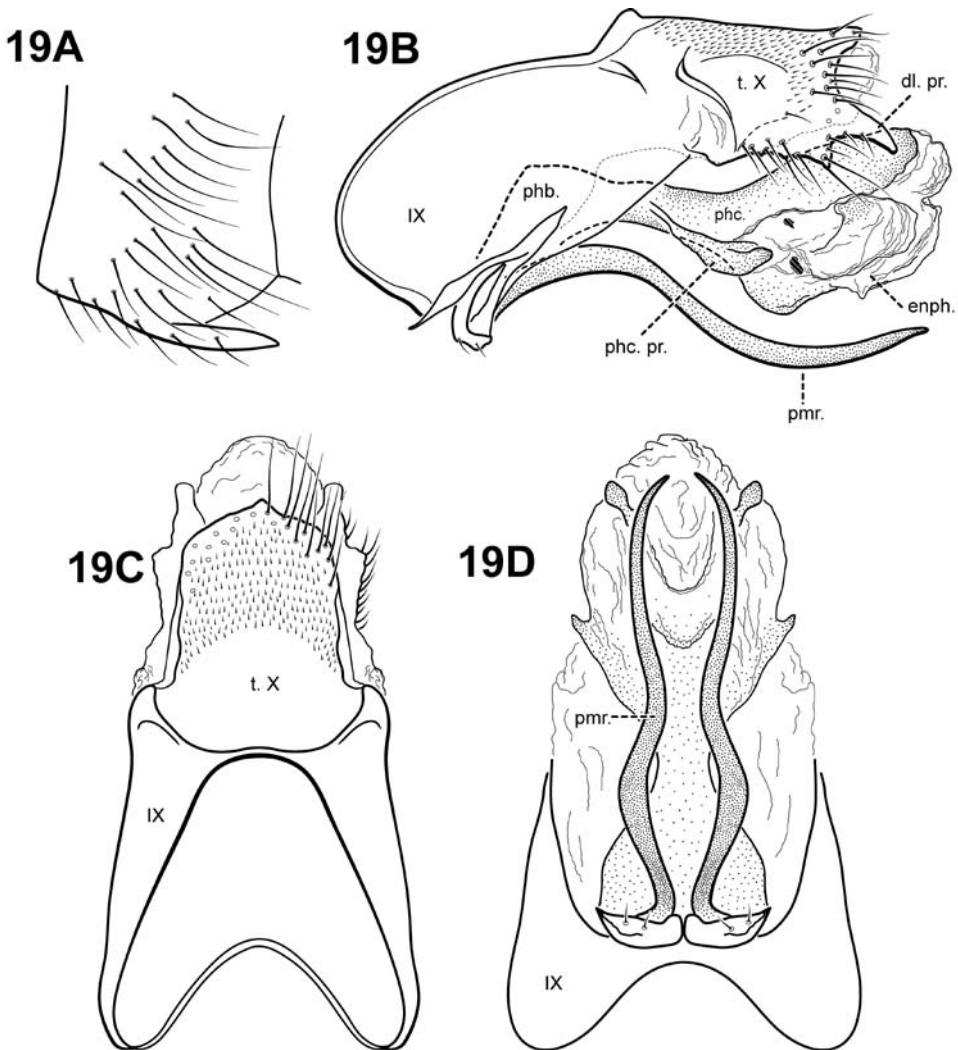 19A
19B
t. X
dl. pr.
phb.
IX
phc.
enph.
phc. pr.
pmr.
19C
19D
t. X
pmr.
IX
IX